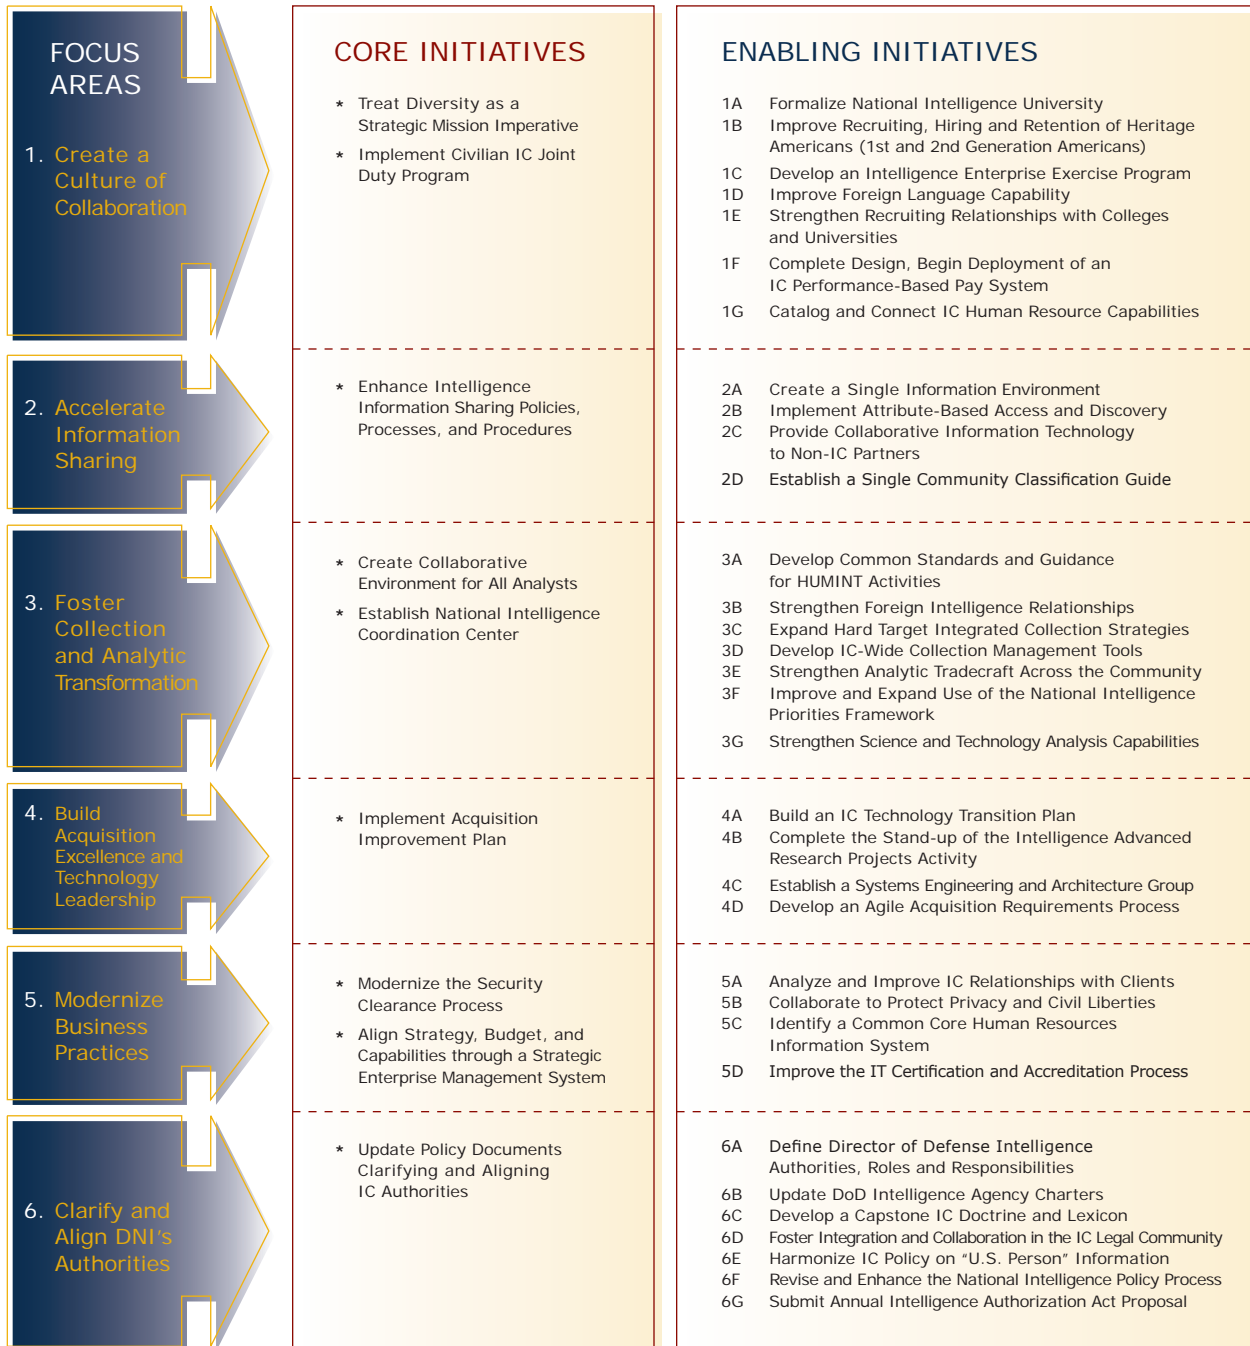 FOCUS
AREAS
CORE INITIATIVES
ENABLING INITIATIVES
1. Create a
Culture of
Collaboration
* Treat Diversity as a
Strategic Mission Imperative
* Implement Civilian IC Joint
Duty Program
1A Formalize National Intelligence University
1B Improve Recruiting, Hiring and Retention of Heritage
Americans (1st and 2nd Generation Americans)
1C Develop an Intelligence Enterprise Exercise Program
1D Improve Foreign Language Capability
1E Strengthen Recruiting Relationships with Colleges
and Universities
1F Complete Design, Begin Deployment of an
IC Performance-Based Pay System
1G Catalog and Connect IC Human Resource Capabilities
2. Accelerate
Information
Sharing
* Enhance Intelligence
Information Sharing Policies,
Processes, and Procedures
2A Create a Single Information Environment
2B Implement Attribute-Based Access and Discovery
2C Provide Collaborative Information Technology
to Non-IC Partners
2D Establish a Single Community Classification Guide
3. Foster
Collection
and Analytic
Transformation
* Create Collaborative
Environment for All Analysts
* Establish National Intelligence
Coordination Center
3A Develop Common Standards and Guidance
for HUMINT Activities
3B Strengthen Foreign Intelligence Relationships
3C Expand Hard Target Integrated Collection Strategies
3D Develop IC-Wide Collection Management Tools
3E Strengthen Analytic Tradecraft Across the Community
3F Improve and Expand Use of the National Intelligence
Priorities Framework
3G Strengthen Science and Technology Analysis Capabilities
4. Build
Acquisition
Excellence and
Technology
Leadership
* Implement Acquisition
Improvement Plan
4A Build an IC Technology Transition Plan
4B Complete the Stand-up of the Intelligence Advanced
Research Projects Activity
4C Establish a Systems Engineering and Architecture Group
4D Develop an Agile Acquisition Requirements Process
5. Modernize
Business
Practices
* Modernize the Security
Clearance Process
* Align Strategy, Budget, and
Capabilities through a Strategic
Enterprise Management System
5A Analyze and Improve IC Relationships with Clients
5B Collaborate to Protect Privacy and Civil Liberties
5C Identify a Common Core Human Resources
Information System
5D Improve the IT Certification and Accreditation Process
6. Clarify and
Align DNI's
Authorities
* Update Policy Documents
Clarifying and Aligning
IC Authorities
6A Define Director of Defense Intelligence
Authorities, Roles and Responsibilities
6B Update DoD Intelligence Agency Charters
6C Develop a Capstone IC Doctrine and Lexicon
6D Foster Integration and Collaboration in the IC Legal Community
6E Harmonize IC Policy on "U.S. Person" Information
6F Revise and Enhance the National Intelligence Policy Process
6G Submit Annual Intelligence Authorization Act Proposal